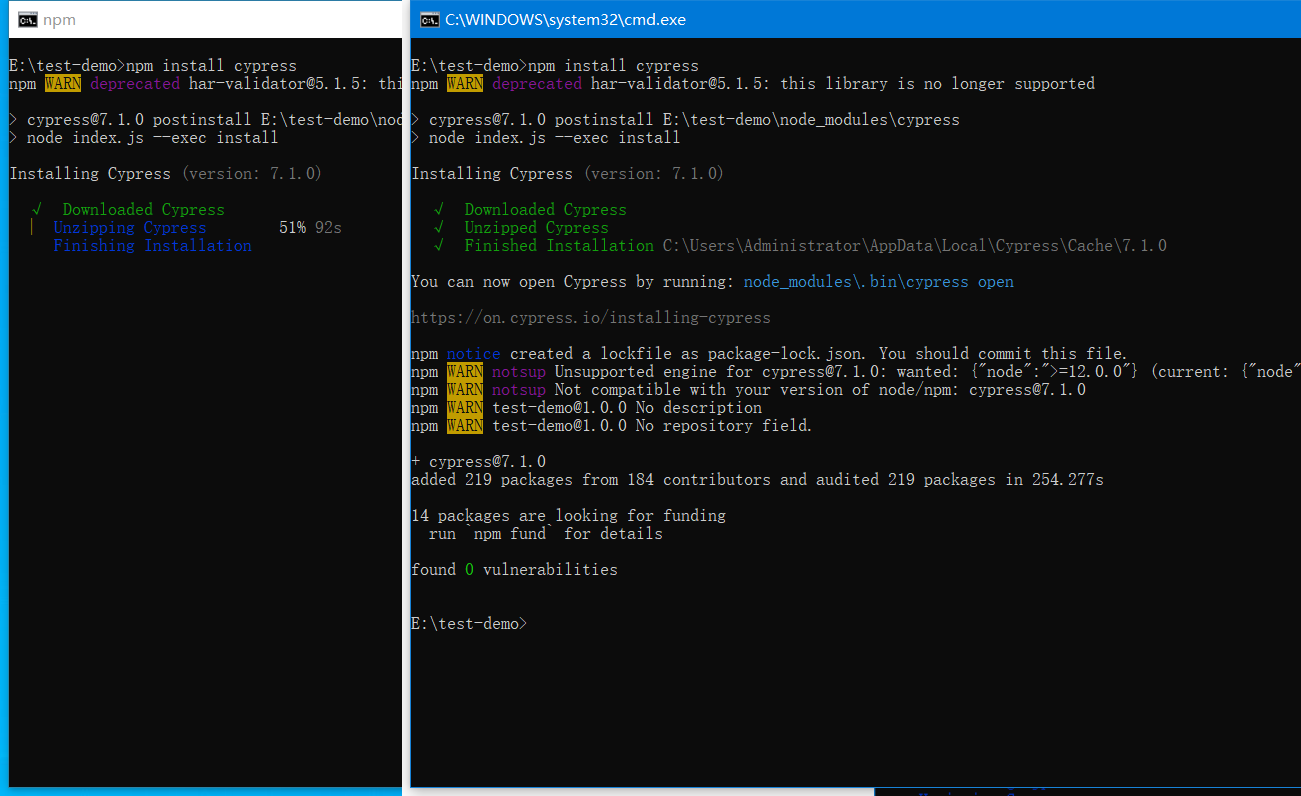 npm
E:\test-demo>npm install cypress
npm WARN deprecated har-validator@5.1.5: thi
> cypress@7.1.0 postinstall E:\test-demo\nod
> node index.js --exec install
Installing Cypress (version: 7.1.0)
√ Downloaded Cypress
| Unzipping Cypress 51% 92s
Finishing Installation
C:\WINDOWS\system32\cmd.exe
E:\test-demo>npm install cypress
npm WARN deprecated har-validator@5.1.5: this library is no longer supported
> cypress@7.1.0 postinstall E:\test-demo\node_modules\cypress
> node index.js --exec install
Installing Cypress (version: 7.1.0)
√ Downloaded Cypress
√ Unzipped Cypress
√ Finished Installation C:\Users\Administrator\AppData\Local\Cypress\Cache\7.1.0
You can now open Cypress by running: node_modules\.bin\cypress open
https://on.cypress.io/installing-cypress
npm notice created a lockfile as package-lock.json. You should commit this file.
npm WARN notsup Unsupported engine for cypress@7.1.0: wanted: {"node":">=12.0.0"} (current: {"node"
npm WARN notsup Not compatible with your version of node/npm: cypress@7.1.0
npm WARN test-demo@1.0.0 No description
npm WARN test-demo@1.0.0 No repository field.
+ cypress@7.1.0
added 219 packages from 184 contributors and audited 219 packages in 254.277s
14 packages are looking for funding
run `npm fund` for details
found 0 vulnerabilities
E:\test-demo>